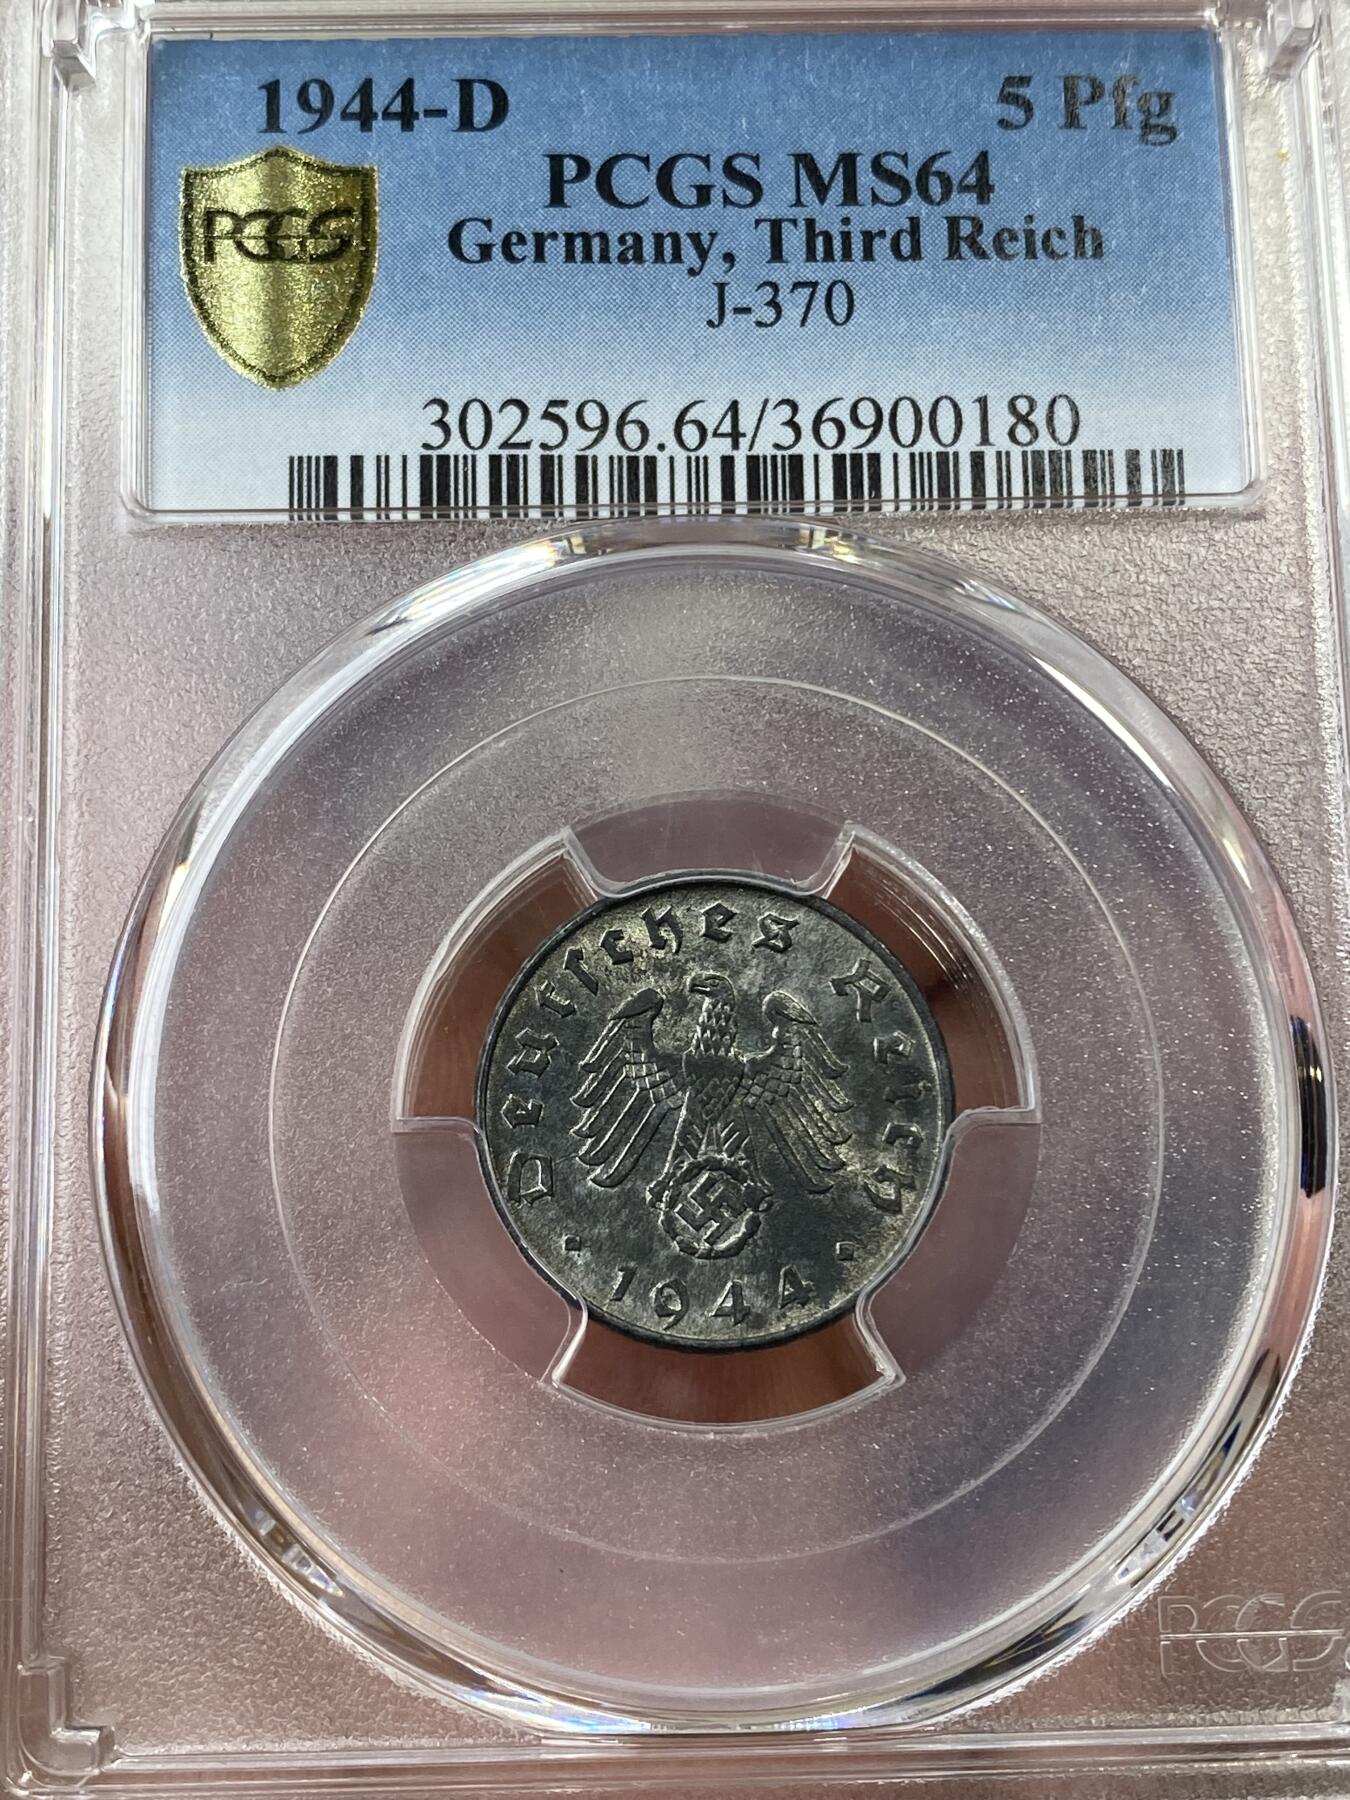 1944-D 5 Pfg
PCGS MS64
PCGS
Germany, Third Reich
J-370
302596.64/36900180
Deutsches Reich
1944
PCGS